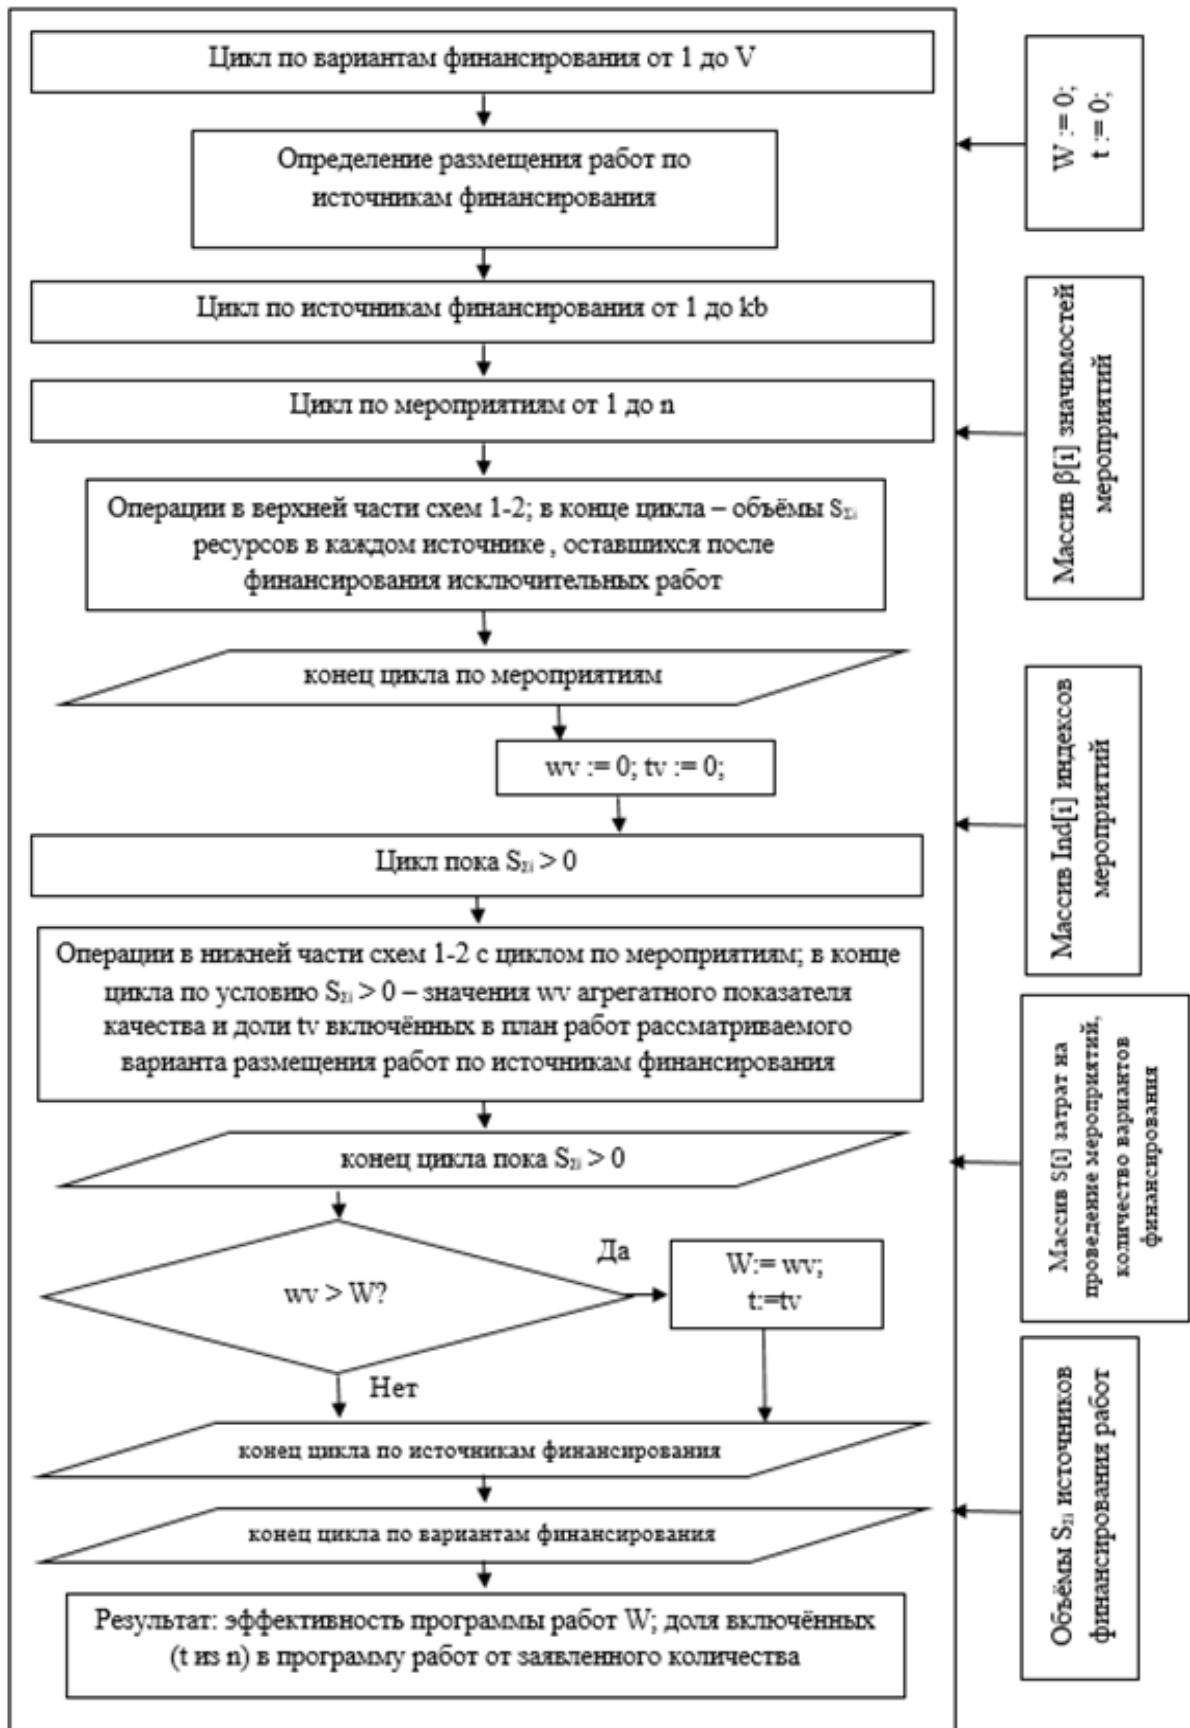 Цикл по вариантам финансирования от 1 до V
Определение размещения работ по
источникам финансирования
Цикл по источникам финансирования от 1 до kb
Цикл по мероприятиям от 1 до n
Операции в верхней части схем 1-2; в конце цикла – объёмы S_Σi
ресурсов в каждом источнике , оставшихся после
финансирования исключительных работ
конец цикла по мероприятиям
wv := 0; tv := 0;
Цикл пока S_Σi > 0
Операции в нижней части схем 1-2 с циклом по мероприятиям; в конце
цикла по условию S_Σi > 0 – значения wv агрегатного показателя
качества и доли tv включённых в план работ рассматриваемого
варианта размещения работ по источникам финансирования
конец цикла пока S_Σi > 0
wv > W?
Да
W:= wv;
t:=tv
Нет
конец цикла по источникам финансирования
конец цикла по вариантам финансирования
Результат: эффективность программы работ W; доля включённых
(t из n) в программу работ от заявленного количества
W := 0;
t := 0;
Массив β[i] значимостей
мероприятий
Массив Ind[i] индексов
мероприятий
Массив S[i] затрат на
проведение мероприятий,
количество вариантов
финансирования
Объёмы S_Σi источников
финансирования работ